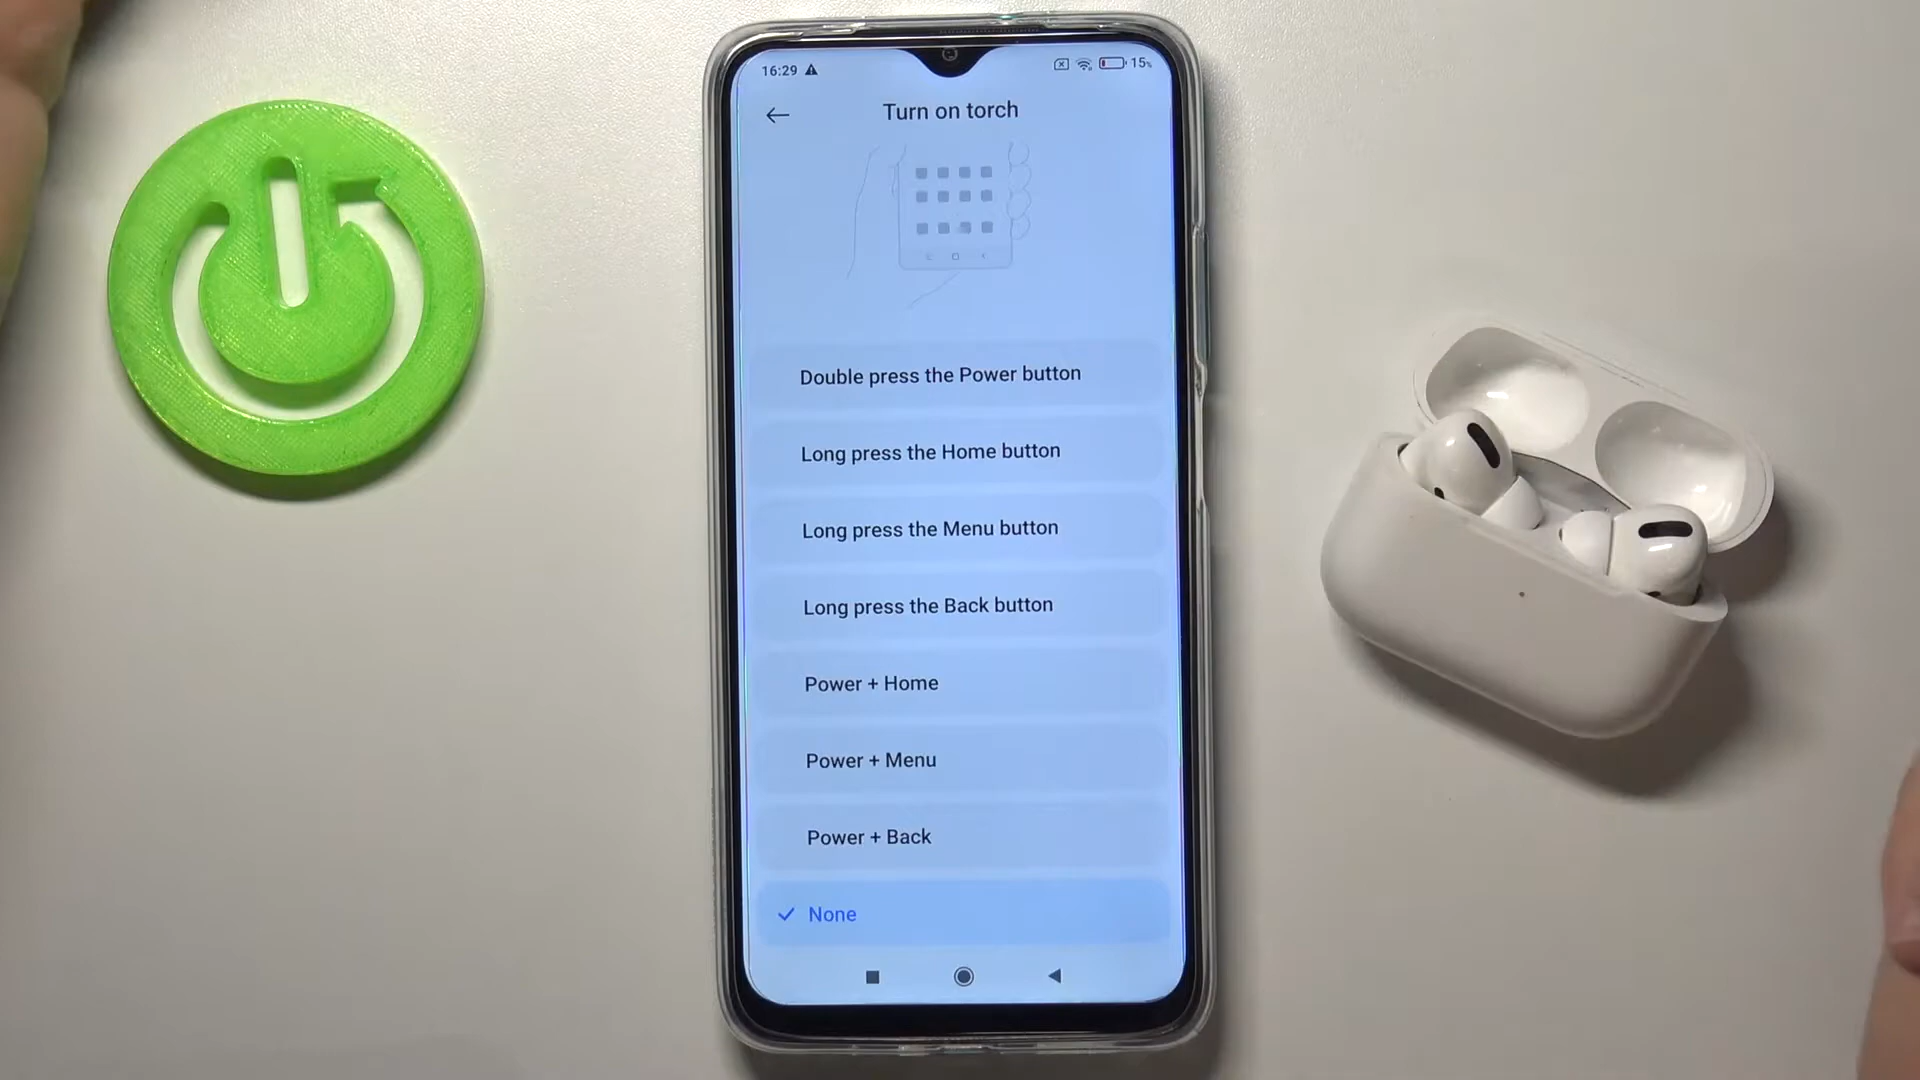 16:29
15%
Turn on torch
Double press the Power button
Long press the Home button
Long press the Menu button
Long press the Back button
Power + Home
Power + Menu
Power + Back
None